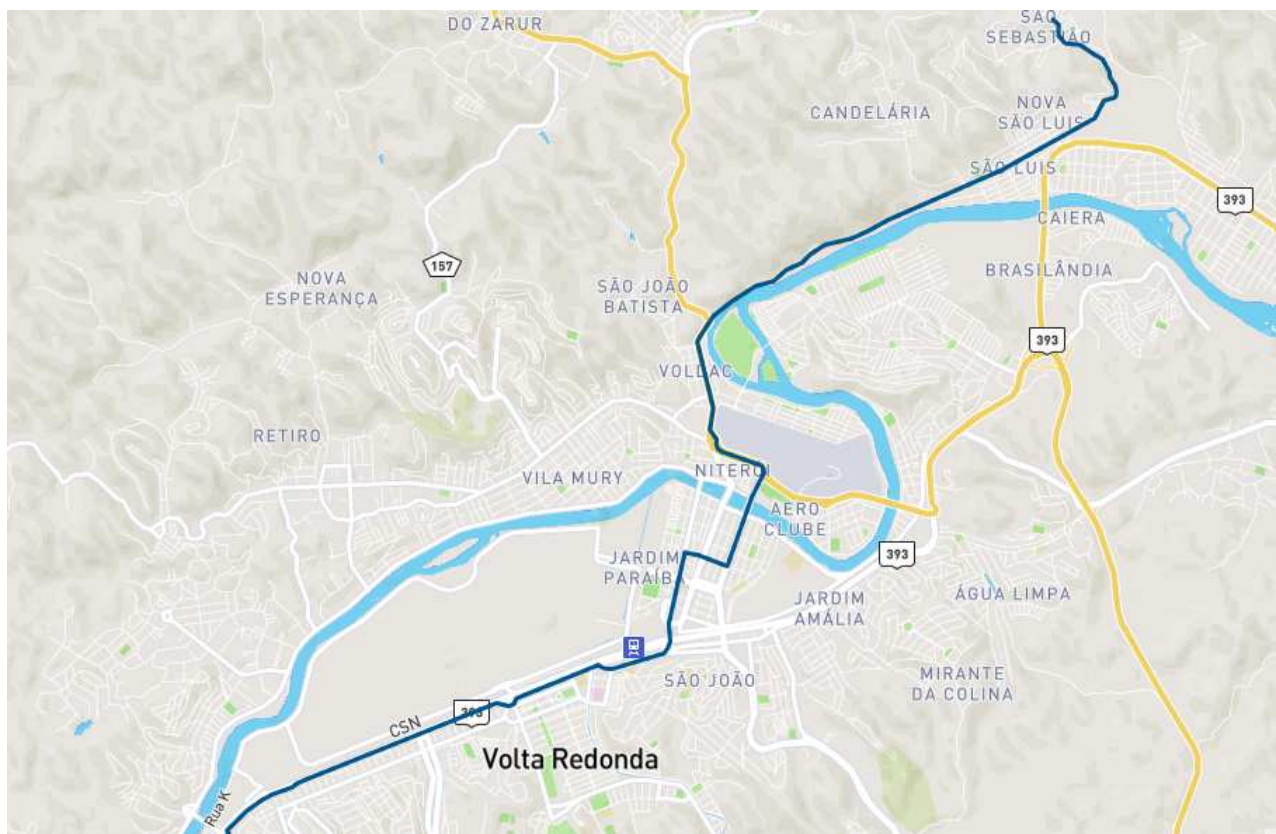 DO ZARUR
SAO
SEBASTIÃO
CANDELÁRIA
NOVA
SÃO LUIS
SÃO LUIS
393
CAIERA
157
NOVA
ESPERANÇA
SÃO JOÃO
BATISTA
BRASILÂNDIA
393
VOLDAC
RETIRO
VILA MURY
NITEROI
AERO
CLUBE
393
JARDIM
PARAÍBA
JARDIM
AMÁLIA
ÁGUA LIMPA
SÃO JOÃO
MIRANTE
DA COLINA
393
CSN
Volta Redonda
Rua K